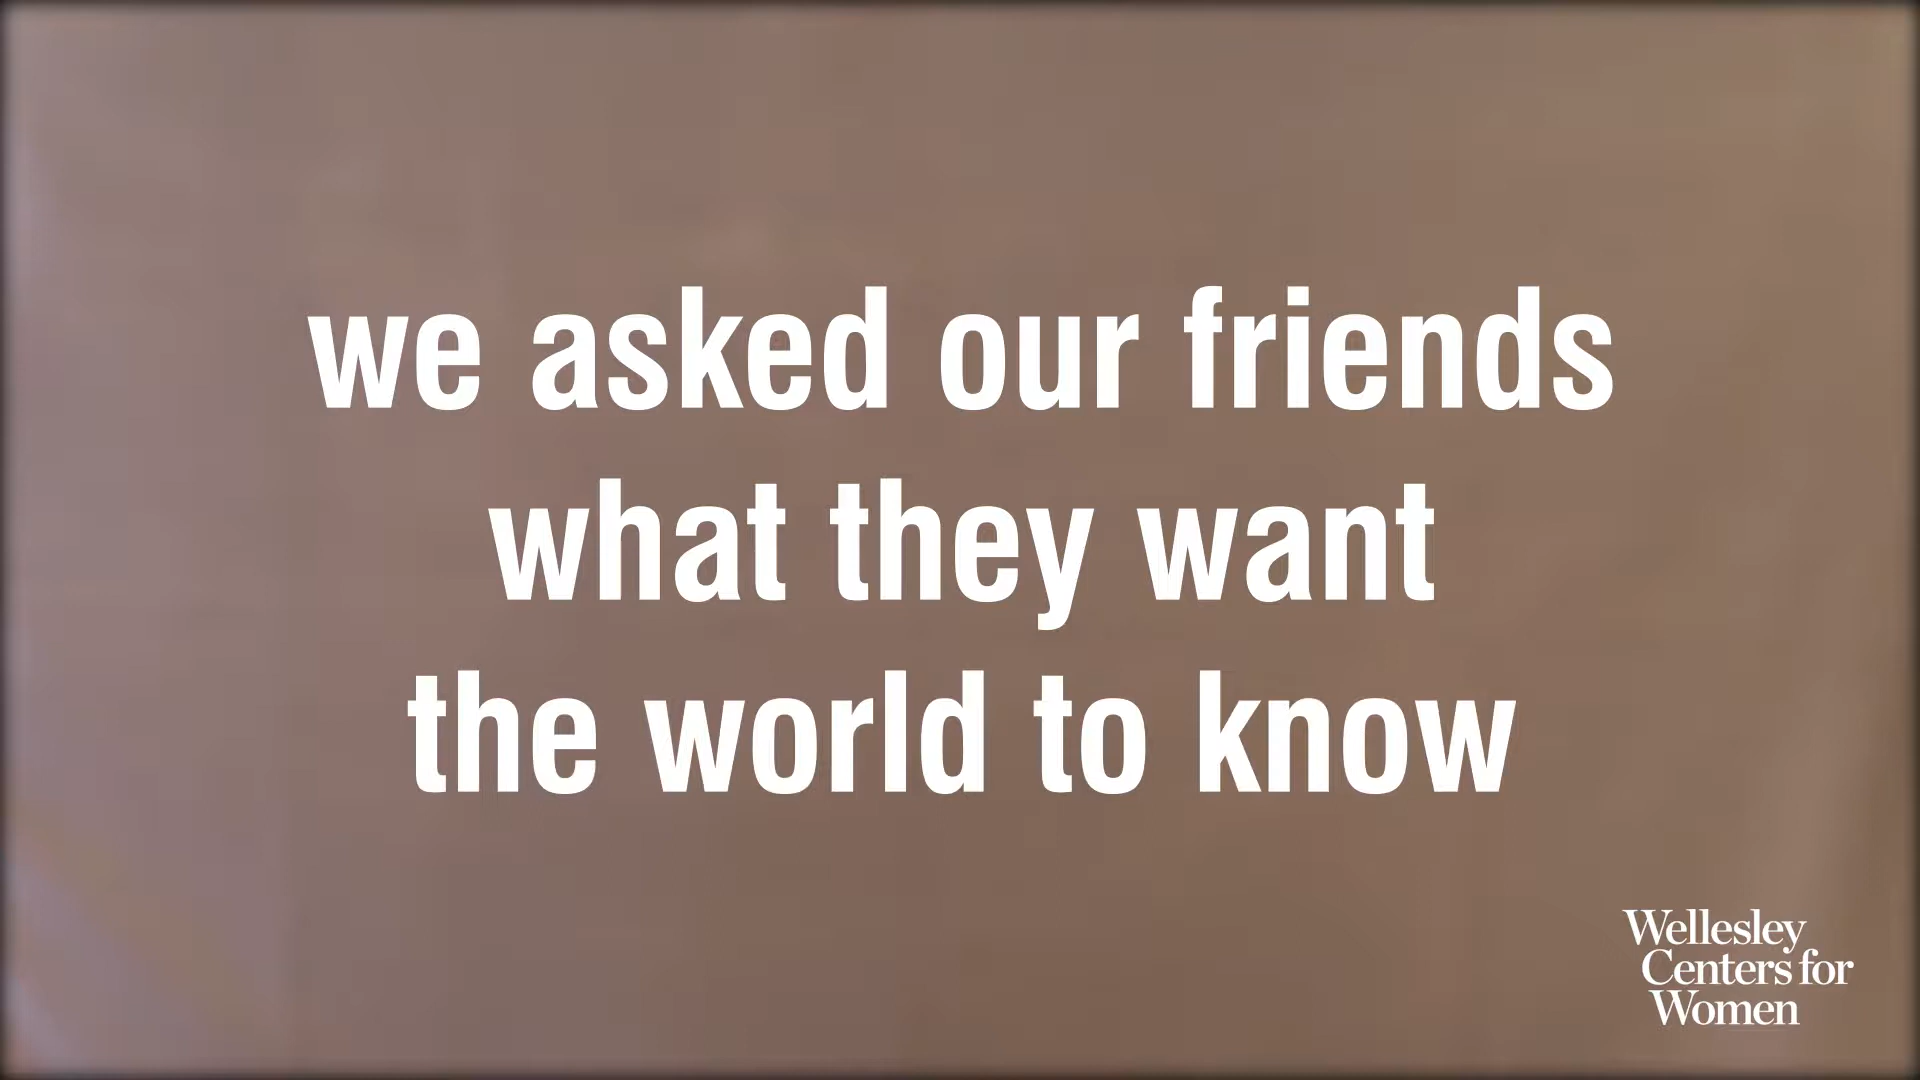 we asked our friends
what they want
the world to know
Wellesley
Centers for
Women